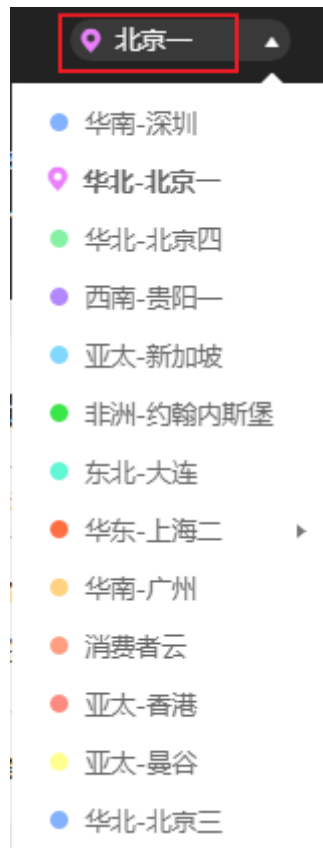 北京一
华南-深圳
华北-北京一
华北-北京四
西南-贵阳一
亚太-新加坡
非洲-约翰内斯堡
东北-大连
华东-上海二
华南-广州
消费者云
亚太-香港
亚太-曼谷
华北-北京三